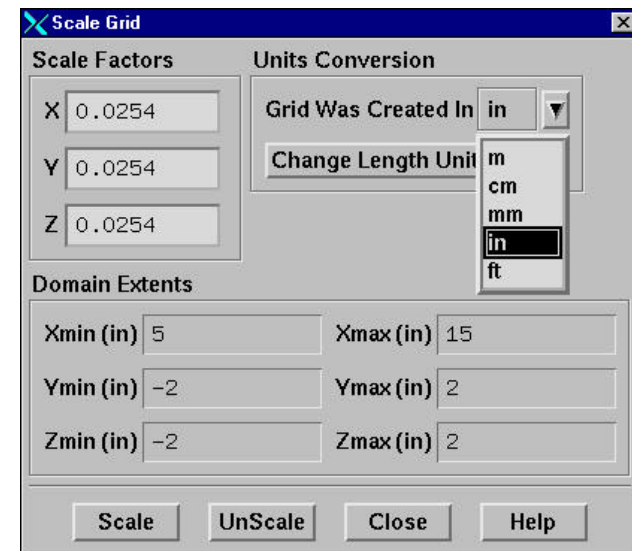 Scale Grid
Scale Factors
X 0.0254
Y 0.0254
Z 0.0254
Units Conversion
Grid Was Created In in
Change Length Unit
m
cm
mm
in
ft
Domain Extents
Xmin (in) 5 Xmax (in) 15
Ymin (in) -2 Ymax (in) 2
Zmin (in) -2 Zmax (in) 2
Scale UnScale Close Help